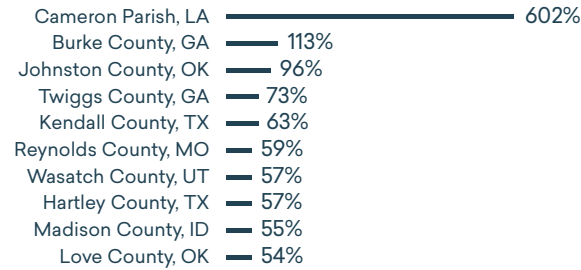 Cameron Parish, LA 602%
Burke County, GA 113%
Johnston County, OK 96%
Twiggs County, GA 73%
Kendall County, TX 63%
Reynolds County, MO 59%
Wasatch County, UT 57%
Hartley County, TX 57%
Madison County, ID 55%
Love County, OK 54%